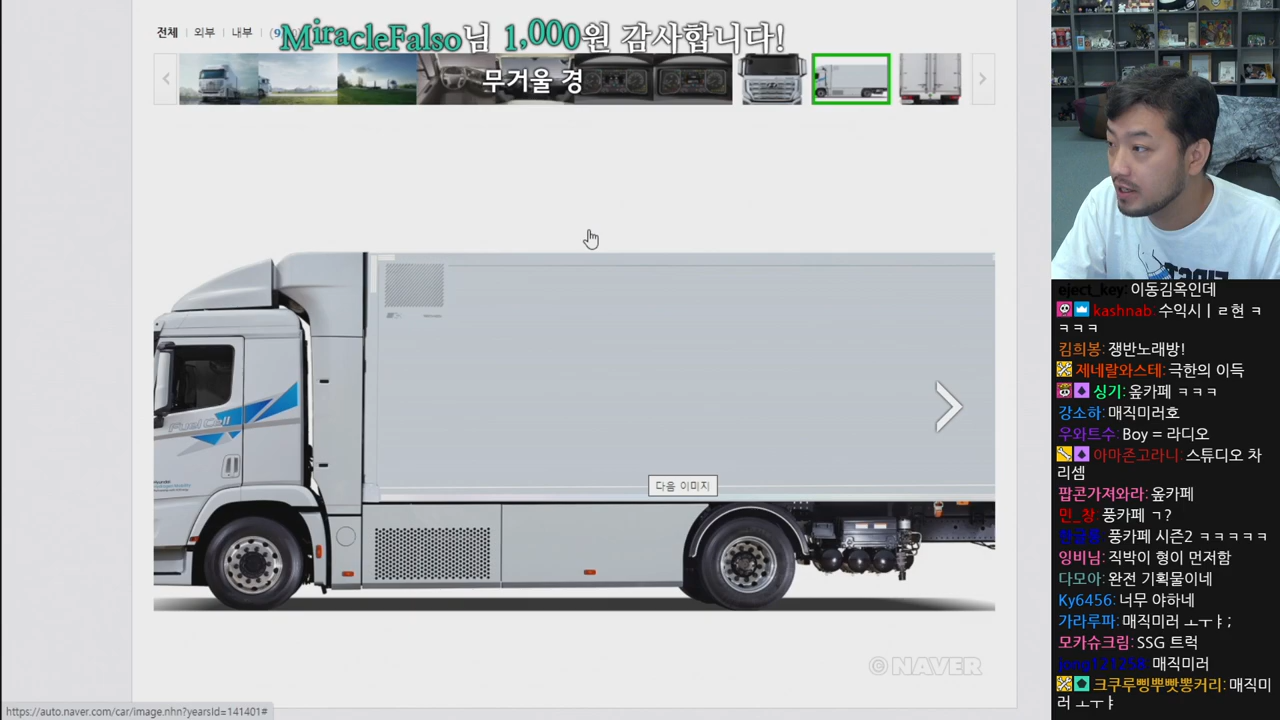 전체 | 외부 | 내부 | (9
MiracleFalso님 1,000원 감사합니다!
무거울 경
Fuel Cell
다음 이미지
© NAVER
https://auto.naver.com/car/image.nhn?yearsId=141401#
eject_key: 이동김옥인데
kashnab: 수익시ㅣㄹ현 ㅋ
ㅋㅋㅋ
킴희봉: 쟁반노래방!
제네랄와스테: 극한의 이득
싱기: 옾카페 ㅋㅋㅋ
강소하: 매직미러호
우와트수: Boy = 라디오
아마존고라니: 스튜디오 차
리셈
팝콘가져와라: 옾카페
민_창: 풍카페 ㄱ?
풍카페 시즌2 ㅋㅋㅋㅋㅋ
잉비님: 직박이 형이 먼저함
다모아: 완전 기획물이네
Ky6456: 너무 야하네
가라루파: 매직미러 ㅗㅜㅑ;
모카슈크림: SSG 트럭
jong121258: 매직미러
크쿠루삥뿌빳뽕커리: 매직미
러 ㅗㅜㅑ